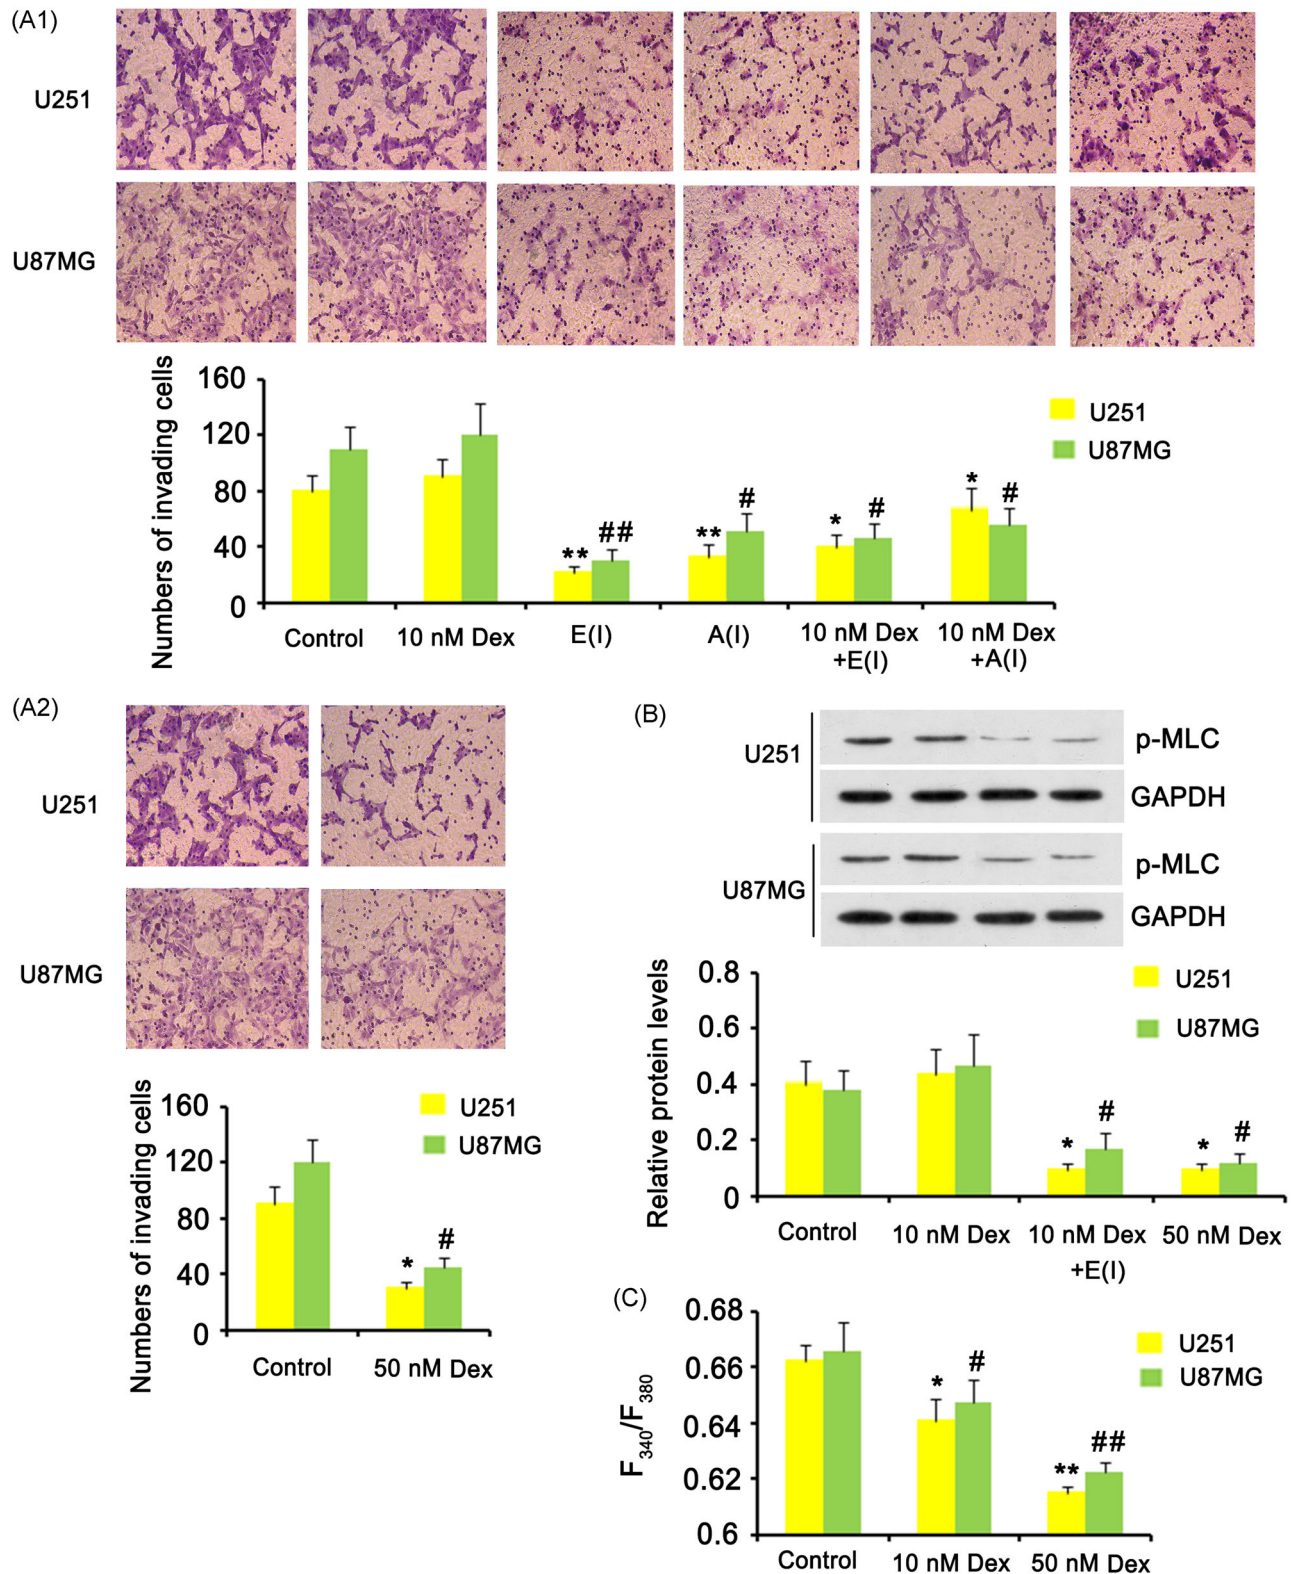 (A1)
U251
U87MG
Numbers of invading cells
160
120
80
40
0
U251
U87MG
** ##
** #
* #
* #
Control
10 nM Dex
E(I)
A(I)
10 nM Dex
+E(I)
10 nM Dex
+A(I)
(A2)
U251
U87MG
Numbers of invading cells
160
120
80
40
0
U251
U87MG
* #
Control
50 nM Dex
(B)
U251
p-MLC
GAPDH
U87MG
p-MLC
GAPDH
Relative protein levels
0.8
0.6
0.4
0.2
0
U251
U87MG
* #
* #
Control
10 nM Dex
10 nM Dex
+E(I)
50 nM Dex
(C)
F340/F380
0.68
0.66
0.64
0.62
0.6
U251
U87MG
* #
** ##
Control
10 nM Dex
50 nM Dex